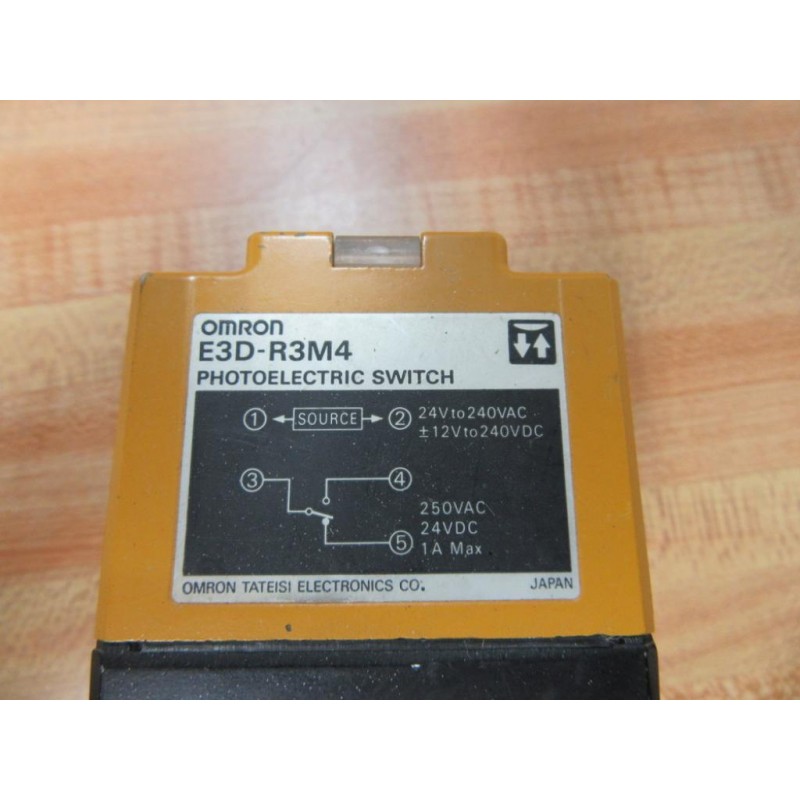 OMRON
E3D-R3M4
PHOTOELECTRIC SWITCH
① SOURCE ② 24V to 240VAC
±12V to 240VDC
③ ④
250VAC
24VDC
⑤ 1A Max
OMRON TATEISI ELECTRONICS CO. JAPAN